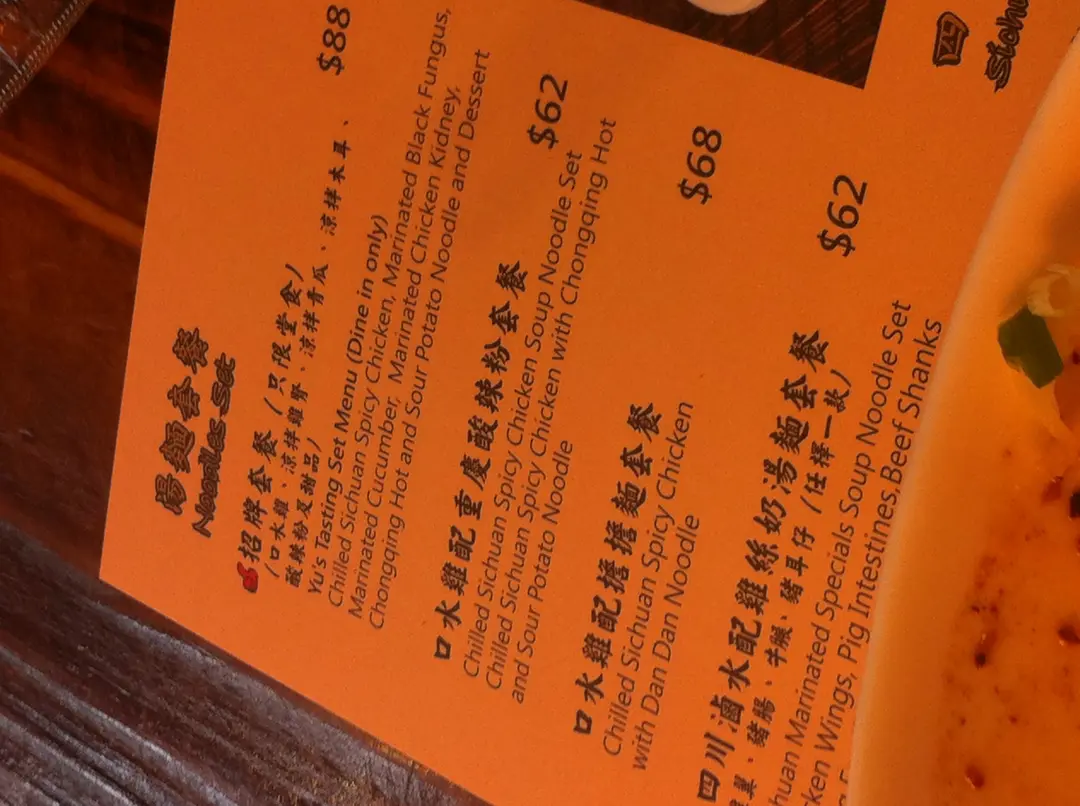 湯麵套餐
Noodles Set
招牌套餐（只限堂食） $88
（口水雞、涼拌雞腎、涼拌青瓜、涼拌木耳、
酸辣粉及甜品）
Yu's Tasting Set Menu (Dine in only)
Chilled Sichuan Spicy Chicken, Marinated Black Fungus,
Marinated Cucumber, Marinated Chicken Kidney,
Chongqing Hot and Sour Potato Noodle and Dessert
口水雞配重慶酸辣粉套餐 $62
Chilled Sichuan Spicy Chicken Soup Noodle Set
Chilled Sichuan Spicy Chicken with Chongqing Hot
and Sour Potato Noodle
口水雞配擔擔麵套餐 $68
Chilled Sichuan Spicy Chicken
with Dan Dan Noodle
四川滷水配雞絲奶湯麵套餐 $62
豬腸、牛𦟌、豬耳仔（任擇一款）
huan Marinated Specials Soup Noodle Set
ken Wings, Pig Intestines,Beef Shanks
四
Sichu